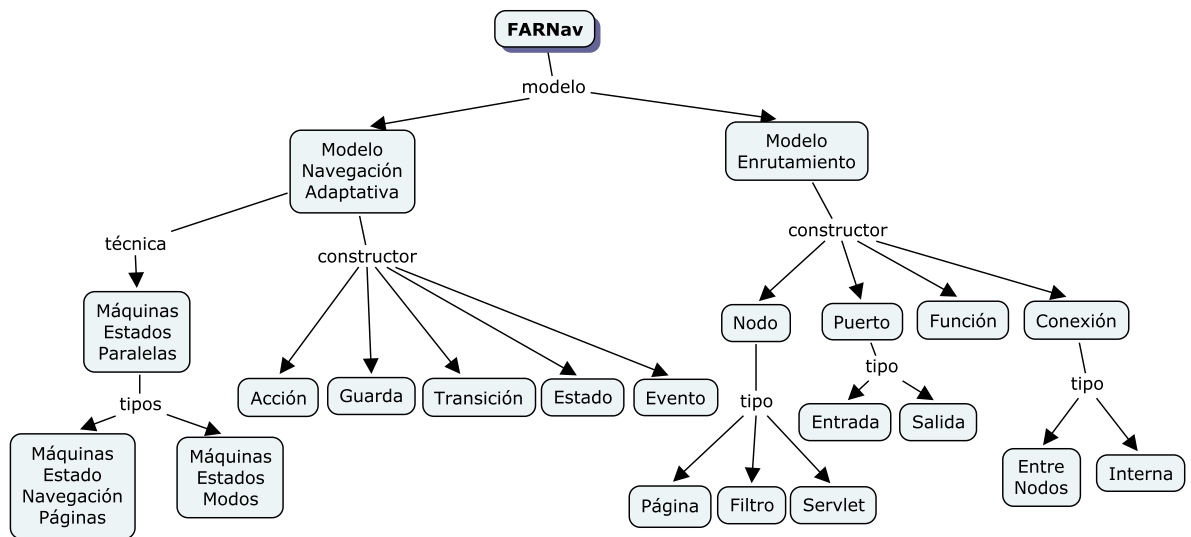 FARNav
modelo
Modelo
Navegación
Adaptativa
Modelo
Enrutamiento
técnica
constructor
constructor
Máquinas
Estados
Paralelas
Acción
Guarda
Transición
Estado
Evento
Nodo
Puerto
Función
Conexión
tipos
tipo
tipo
tipo
Máquinas
Estado
Navegación
Páginas
Máquinas
Estados
Modos
Entrada
Salida
Página
Filtro
Servlet
Entre
Nodos
Interna